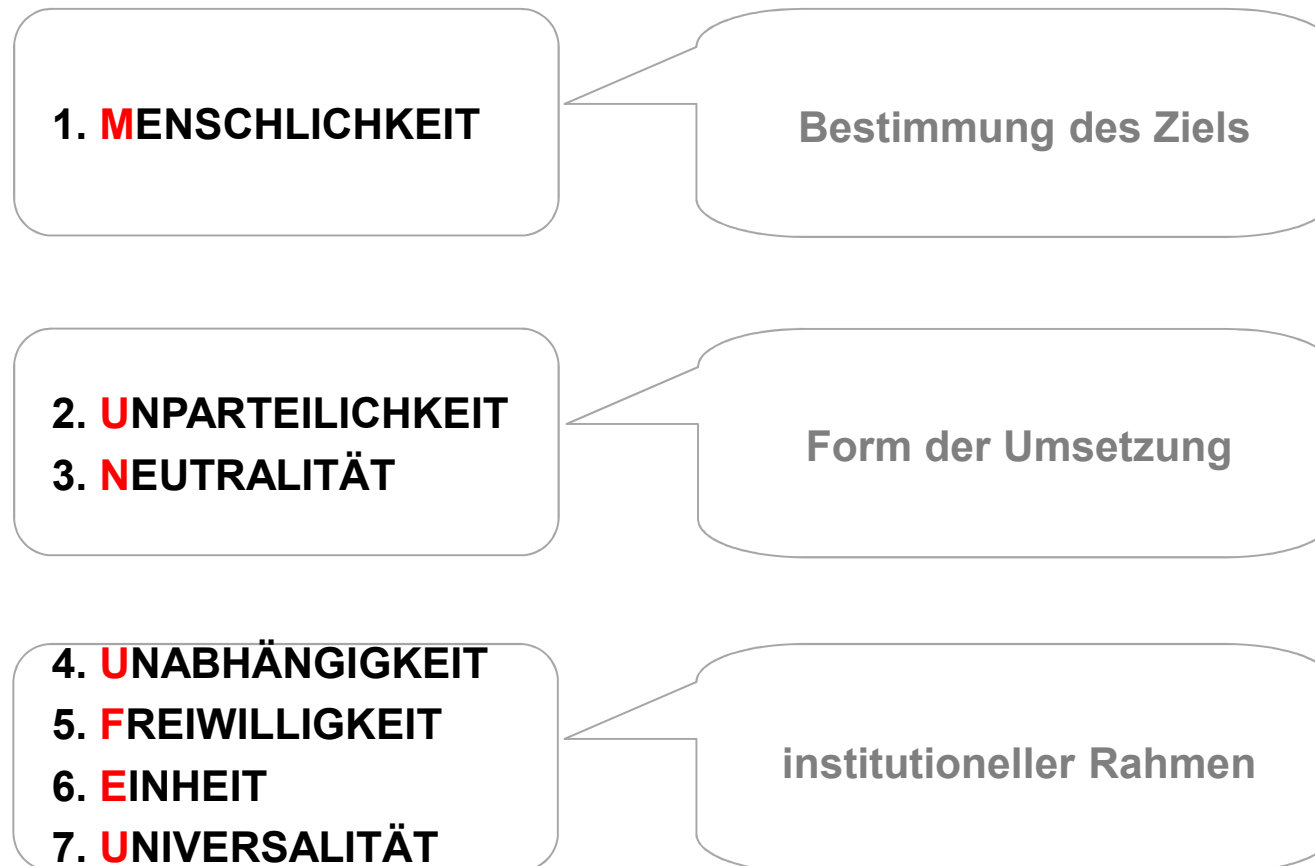 1. MENSCHLICHKEIT
Bestimmung des Ziels
2. UNPARTEILICHKEIT
3. NEUTRALITÄT
Form der Umsetzung
4. UNABHÄNGIGKEIT
5. FREIWILLIGKEIT
6. EINHEIT
7. UNIVERSALITÄT
institutioneller Rahmen